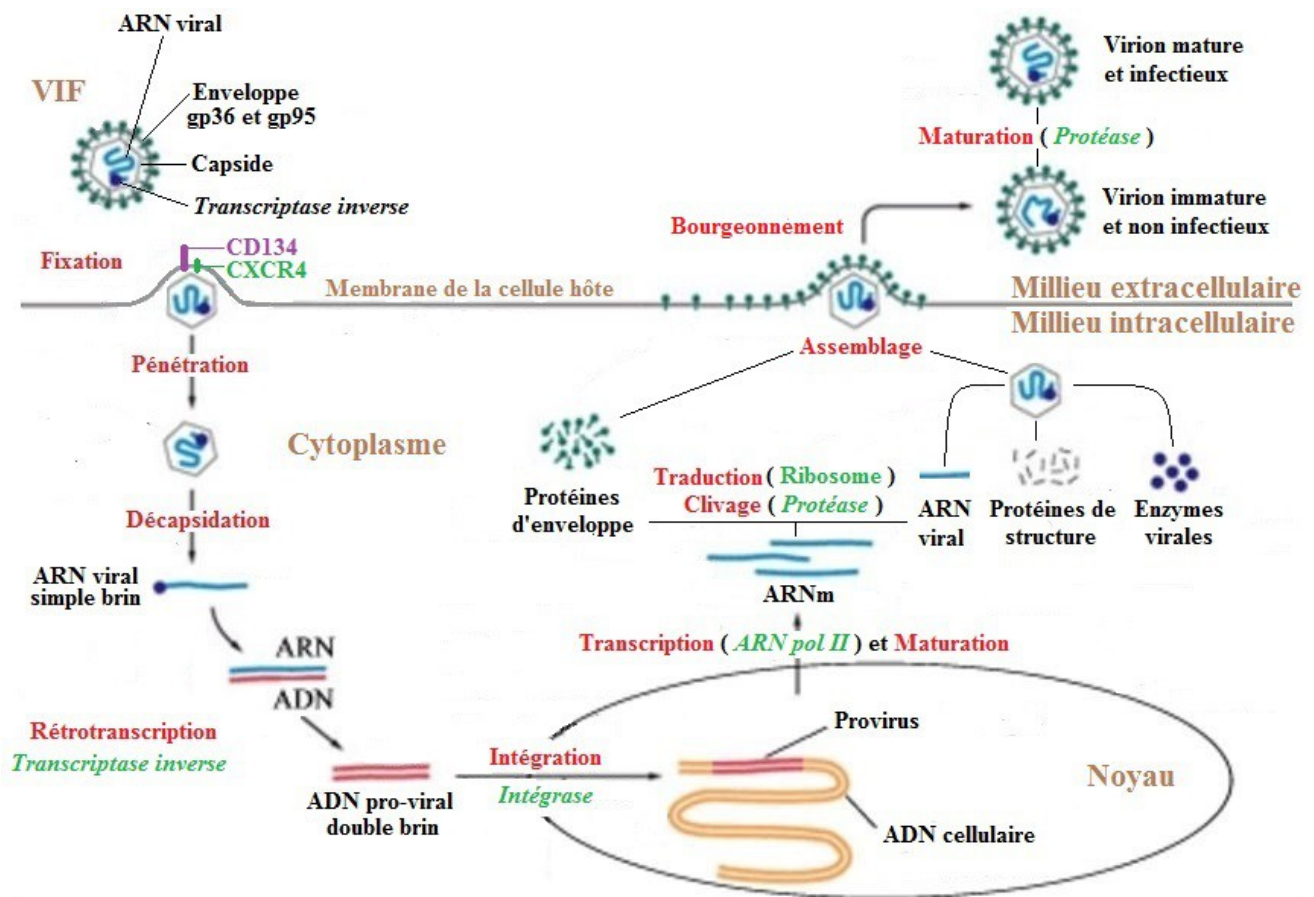 ARN viral
VIF
Enveloppe
gp36 et gp95
Capside
Transcriptase inverse
Fixation
CD134
CXCR4
Membrane de la cellule hôte
Pénétration
Cytoplasme
Décapsidation
ARN viral
simple brin
ARN
ADN
Rétrotranscription
Transcriptase inverse
ADN pro-viral
double brin
Intégration
Intégrase
Provirus
ADN cellulaire
Noyau
Transcription ( ARN pol II ) et Maturation
ARNm
Traduction ( Ribosome )
Clivage ( Protéase )
Protéines
d'enveloppe
ARN
viral
Protéines de
structure
Enzymes
virales
Assemblage
Millieu extracellulaire
Millieu intracellulaire
Bourgeonnement
Virion immature
et non infectieux
Maturation ( Protéase )
Virion mature
et infectieux